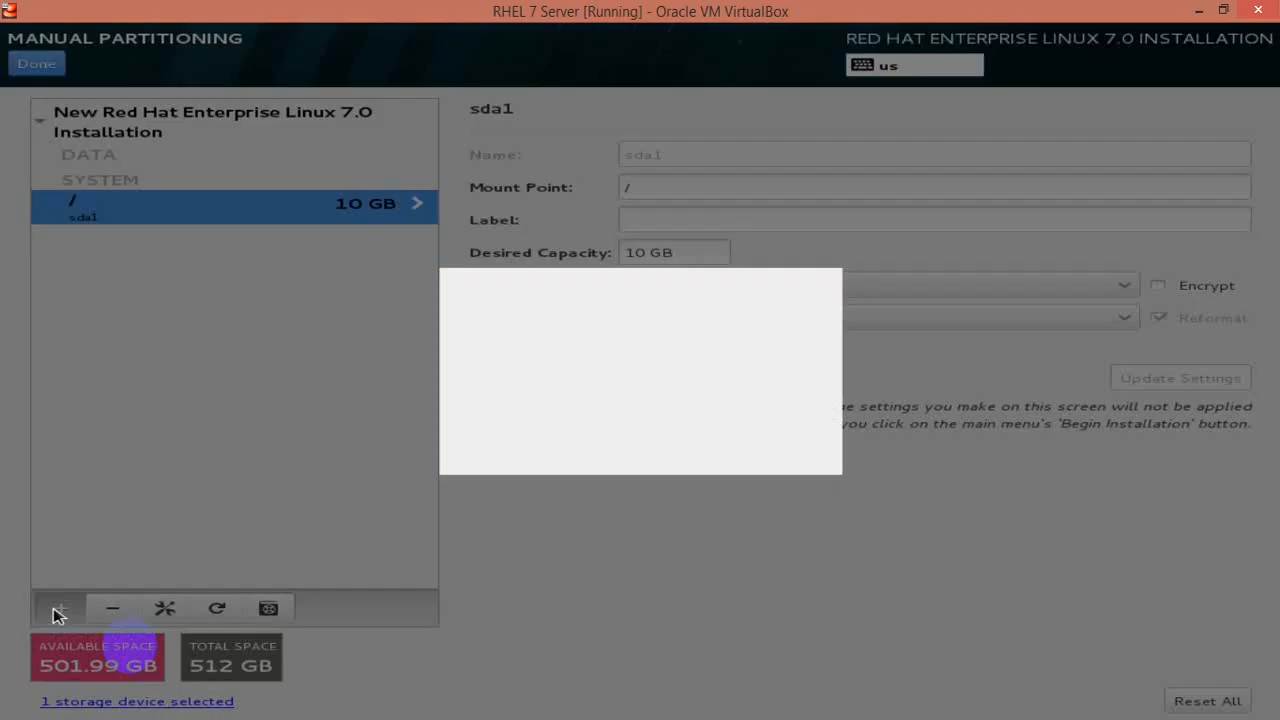 RHEL 7 Server [Running] - Oracle VM VirtualBox
MANUAL PARTITIONING
RED HAT ENTERPRISE LINUX 7.0 INSTALLATION
Done
us
New Red Hat Enterprise Linux 7.0
Installation
DATA
SYSTEM
/
10 GB
sda1
sda1
Name:
sda1
Mount Point:
/
Label:
Desired Capacity:
10 GB
Encrypt
Reformat
Update Settings
settings you make on this screen will not be applied
you click on the main menu's 'Begin Installation' button.
AVAILABLE SPACE
501.99 GB
TOTAL SPACE
512 GB
1 storage device selected
Reset All